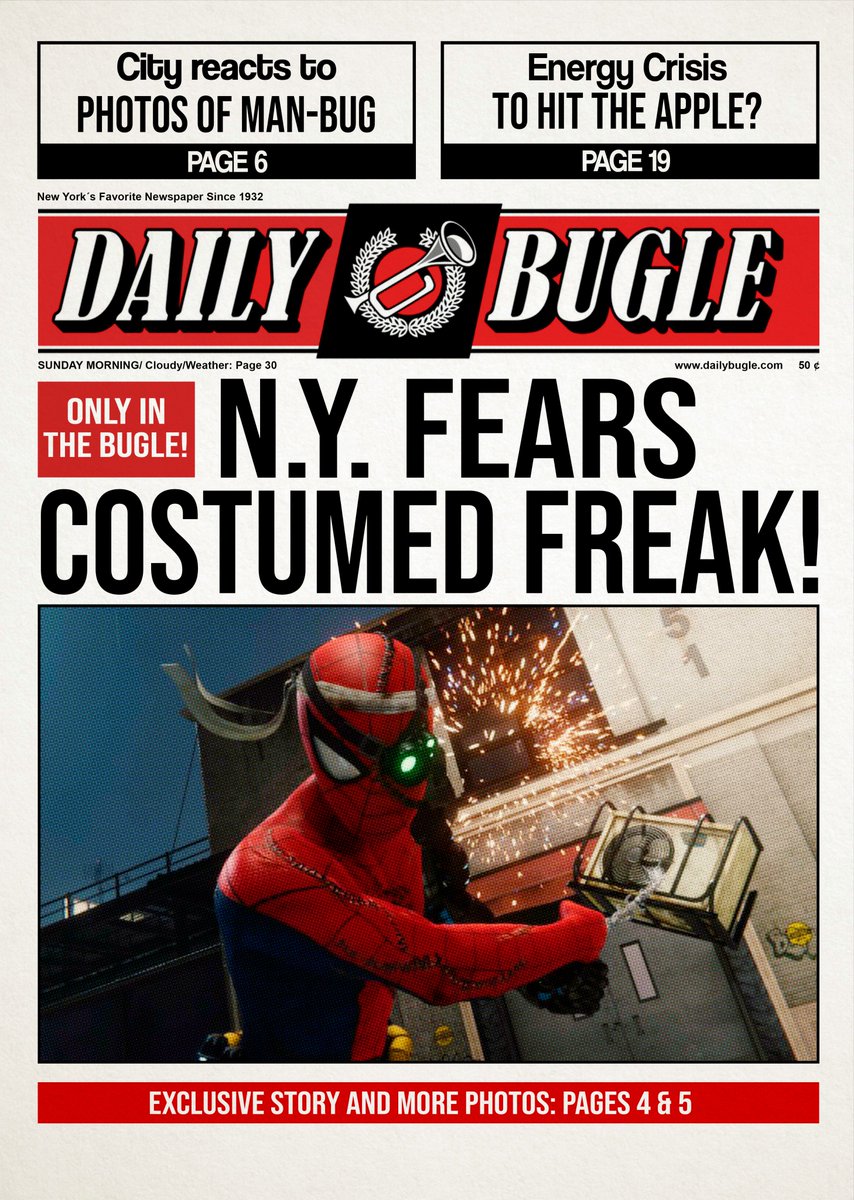 City reacts to
PHOTOS OF MAN-BUG
PAGE 6
Energy Crisis
TO HIT THE APPLE?
PAGE 19
New York´s Favorite Newspaper Since 1932
DAILY BUGLE
SUNDAY MORNING/ Cloudy/Weather: Page 30
www.dailybugle.com
50 ¢
ONLY IN
THE BUGLE!
N.Y. FEARS
COSTUMED FREAK!
51
EXCLUSIVE STORY AND MORE PHOTOS: PAGES 4 & 5